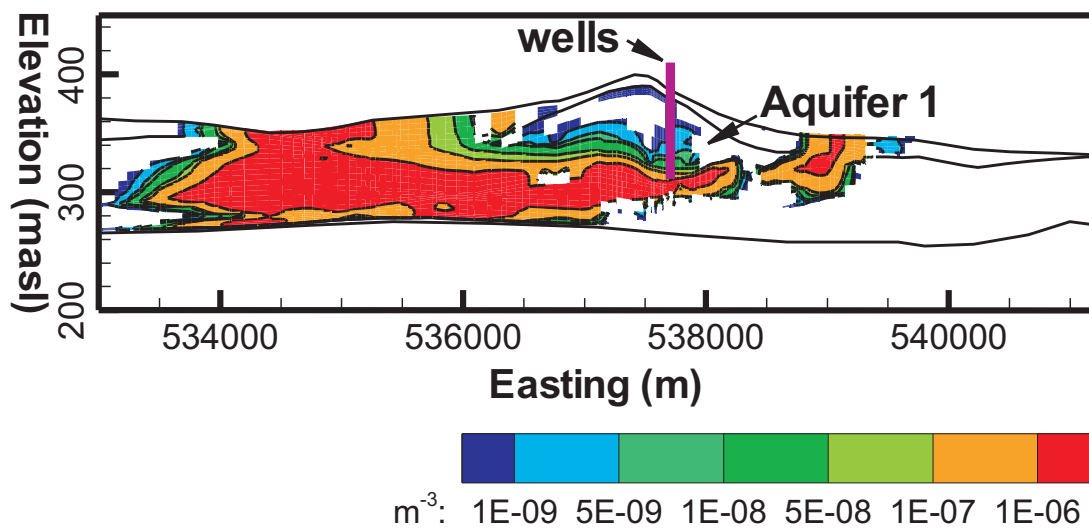 wells
Aquifer 1
Elevation (masl)
400
300
200
534000 536000 538000 540000
Easting (m)
m-3: 1E-09 5E-09 1E-08 5E-08 1E-07 1E-06